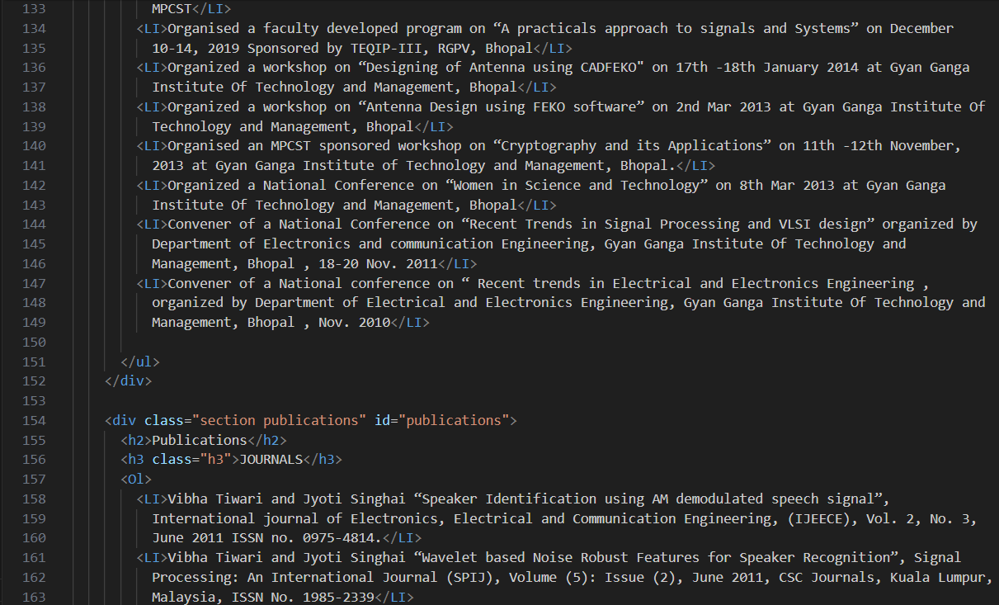 133 MPCST</LI>
134 <LI>Organised a faculty developed program on “A practicals approach to signals and Systems” on December
135 10-14, 2019 Sponsored by TEQIP-III, RGPV, Bhopal</LI>
136 <LI>Organized a workshop on “Designing of Antenna using CADFEKO" on 17th -18th January 2014 at Gyan Ganga
137 Institute Of Technology and Management, Bhopal</LI>
138 <LI>Organized a workshop on “Antenna Design using FEKO software” on 2nd Mar 2013 at Gyan Ganga Institute Of
139 Technology and Management, Bhopal</LI>
140 <LI>Organised an MPCST sponsored workshop on “Cryptography and its Applications” on 11th -12th November,
141 2013 at Gyan Ganga Institute of Technology and Management, Bhopal.</LI>
142 <LI>Organized a National Conference on “Women in Science and Technology” on 8th Mar 2013 at Gyan Ganga
143 Institute Of Technology and Management, Bhopal</LI>
144 <LI>Convener of a National Conference on “Recent Trends in Signal Processing and VLSI design” organized by
145 Department of Electronics and communication Engineering, Gyan Ganga Institute Of Technology and
146 Management, Bhopal , 18-20 Nov. 2011</LI>
147 <LI>Convener of a National conference on “ Recent trends in Electrical and Electronics Engineering ,
148 organized by Department of Electrical and Electronics Engineering, Gyan Ganga Institute Of Technology and
149 Management, Bhopal , Nov. 2010</LI>
150
151 </ul>
152 </div>
153
154 <div class="section publications" id="publications">
155 <h2>Publications</h2>
156 <h3 class="h3">JOURNALS</h3>
157 <Ol>
158 <LI>Vibha Tiwari and Jyoti Singhai “Speaker Identification using AM demodulated speech signal”,
159 International journal of Electronics, Electrical and Communication Engineering, (IJEECE), Vol. 2, No. 3,
160 June 2011 ISSN no. 0975-4814.</LI>
161 <LI>Vibha Tiwari and Jyoti Singhai “Wavelet based Noise Robust Features for Speaker Recognition”, Signal
162 Processing: An International Journal (SPIJ), Volume (5): Issue (2), June 2011, CSC Journals, Kuala Lumpur,
163 Malaysia, ISSN No. 1985-2339</LI>